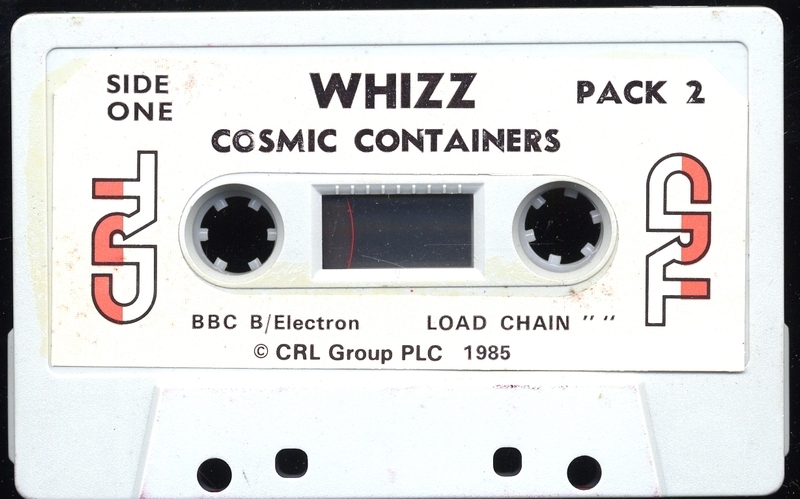 SIDE
ONE
WHIZZ
PACK 2
COSMIC CONTAINERS
CRL
CRL
BBC B/Electron
LOAD CHAIN " "
© CRL Group PLC 1985